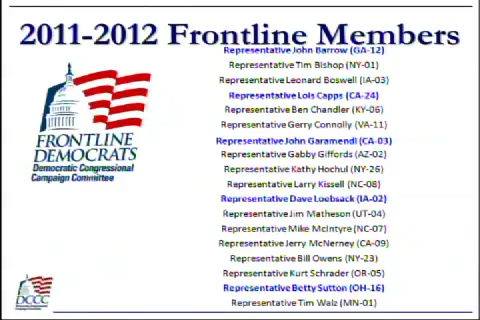 2011-2012 Frontline Members
Representative John Barrow (GA-12)
Representative Tim Bishop (NY-01)
Representative Leonard Boswell (IA-03)
Representative Lois Capps (CA-24)
Representative Ben Chandler (KY-06)
Representative Gerry Connolly (VA-11)
Representative John Garamendi (CA-03)
Representative Gabby Giffords (AZ-02)
Representative Kathy Hochul (NY-26)
Representative Larry Kissell (NC-08)
Representative Dave Loebsack (IA-02)
Representative Jim Matheson (UT-04)
Representative Mike McIntyre (NC-07)
Representative Jerry McNerney (CA-09)
Representative Bill Owens (NY-23)
Representative Kurt Schrader (OR-05)
Representative Betty Sutton (OH-16)
Representative Tim Walz (MN-01)
FRONTLINE
DEMOCRATS
Democratic Congressional
Campaign Committee
DCCC